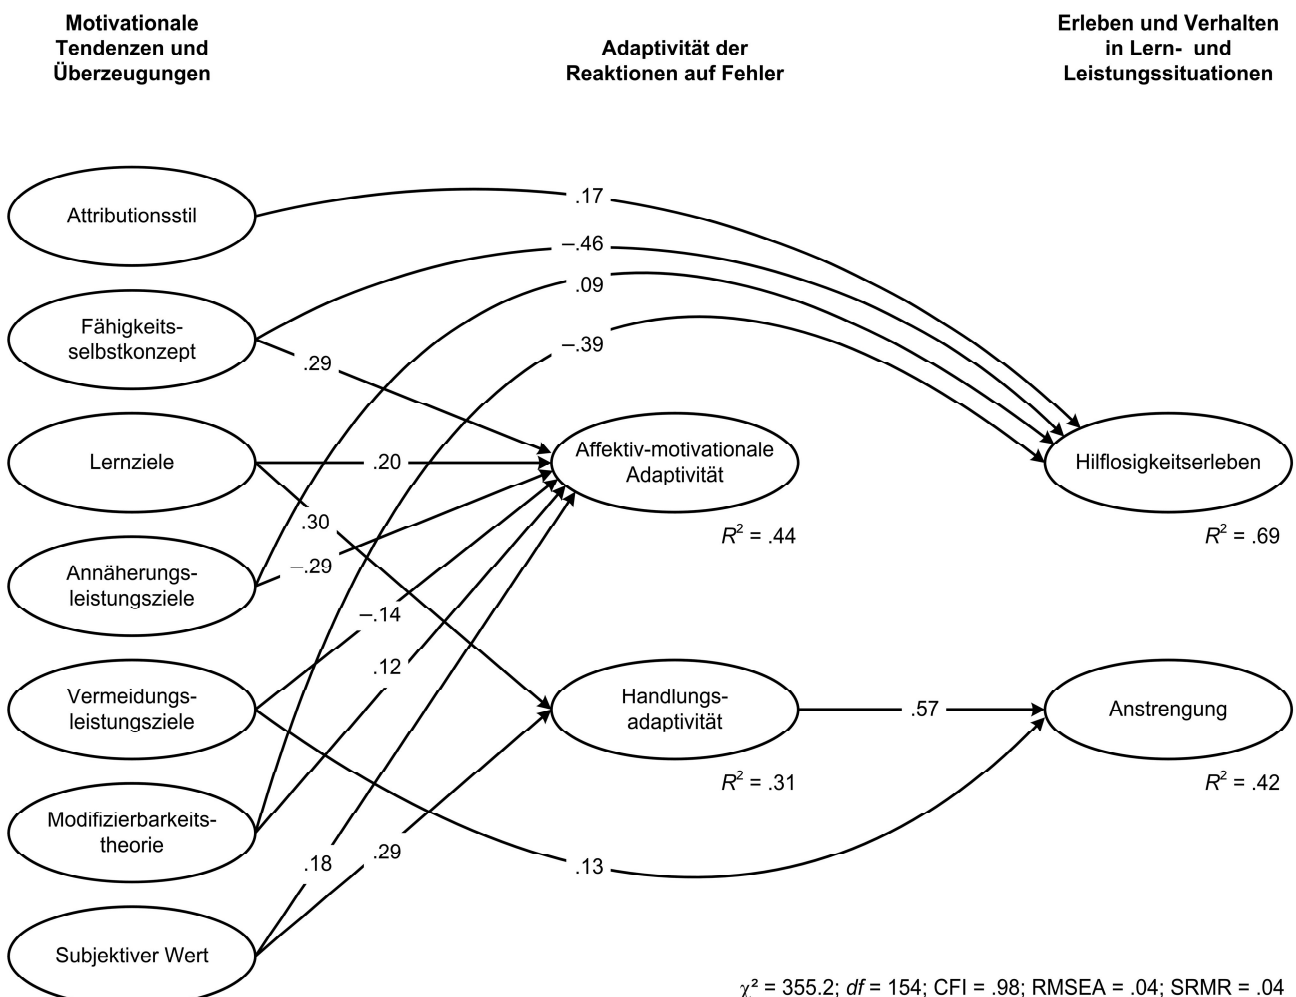 Motivationale
Tendenzen und
Überzeugungen
Adaptivität der
Reaktionen auf Fehler
Erleben und Verhalten
in Lern- und
Leistungssituationen
Attributionsstil
.17
–.46
.09
Fähigkeits-
selbstkonzept
–.39
.29
Lernziele
.20
Affektiv-motivationale
Adaptivität
Hilflosigkeitserleben
.30
R² = .44
R² = .69
Annäherungs-
leistungsziele
–.29
–.14
.12
Vermeidungs-
leistungsziele
Handlungs-
adaptivität
.57
Anstrengung
R² = .31
R² = .42
Modifizierbarkeits-
theorie
.18
.29
.13
Subjektiver Wert
χ² = 355.2; df = 154; CFI = .98; RMSEA = .04; SRMR = .04